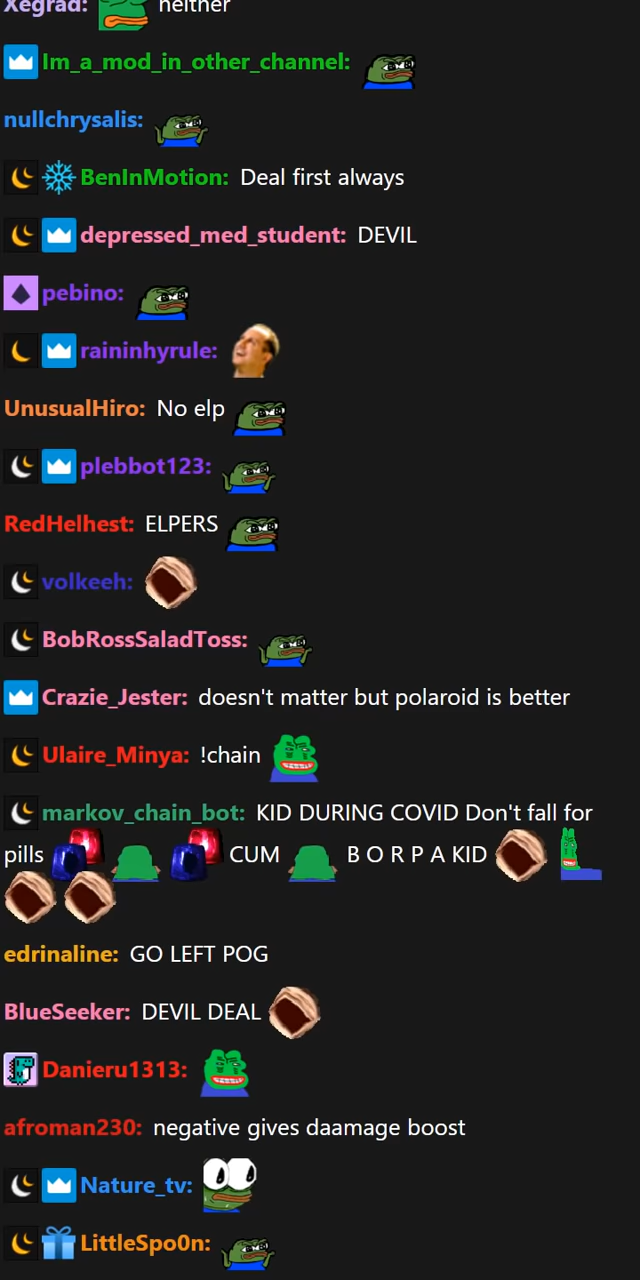 Xegrad: neither
Im_a_mod_in_other_channel:
nullchrysalis:
BenInMotion: Deal first always
depressed_med_student: DEVIL
pebino:
raininhyrule:
UnusualHiro: No elp
plebbot123:
RedHelhest: ELPERS
volkeeh:
BobRossSaladToss:
Crazie_Jester: doesn't matter but polaroid is better
Ulaire_Minya: !chain
markov_chain_bot: KID DURING COVID Don't fall for
pills CUM B O R P A KID
edrinaline: GO LEFT POG
BlueSeeker: DEVIL DEAL
Danieru1313:
afroman230: negative gives daamage boost
Nature_tv:
LittleSpo0n: